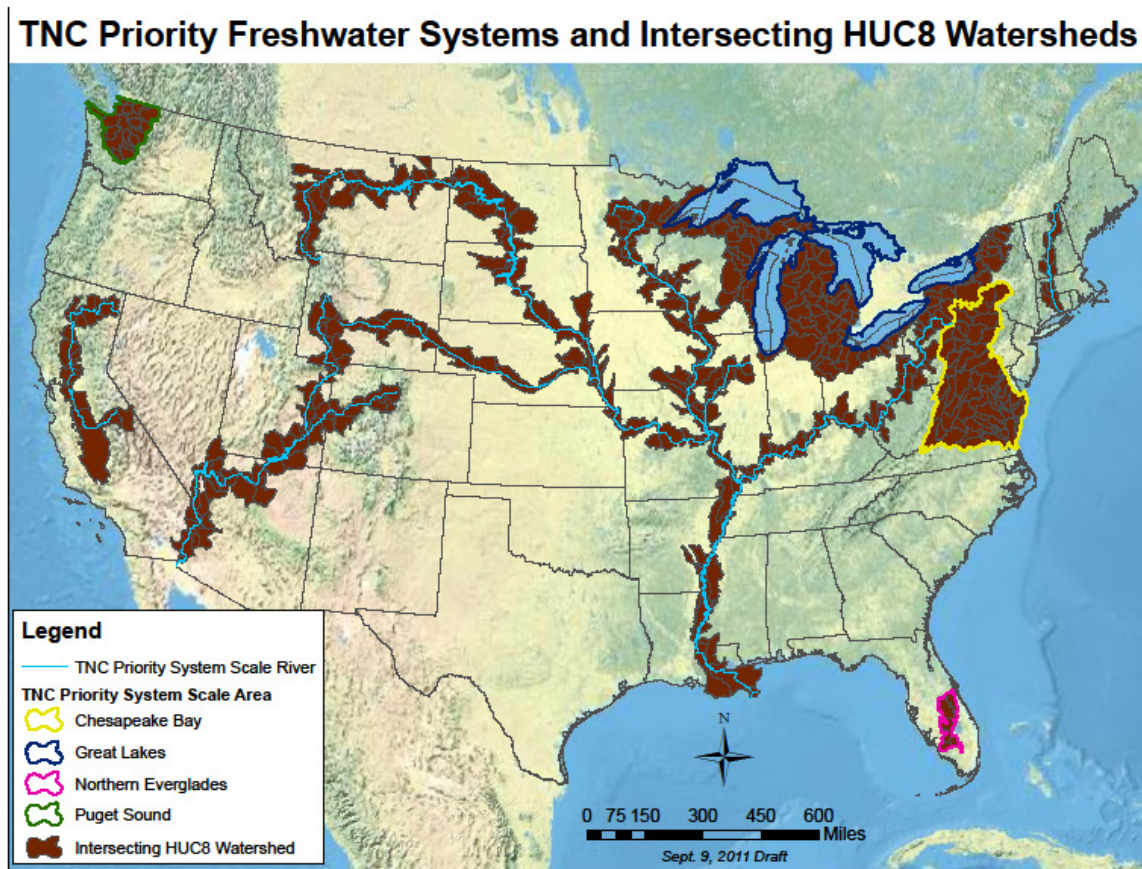 TNC Priority Freshwater Systems and Intersecting HUC8 Watersheds
Legend
TNC Priority System Scale River
TNC Priority System Scale Area
Chesapeake Bay
Great Lakes
Northern Everglades
Puget Sound
Intersecting HUC8 Watershed
N
0 75 150 300 450 600
Miles
Sept. 9, 2011 Draft